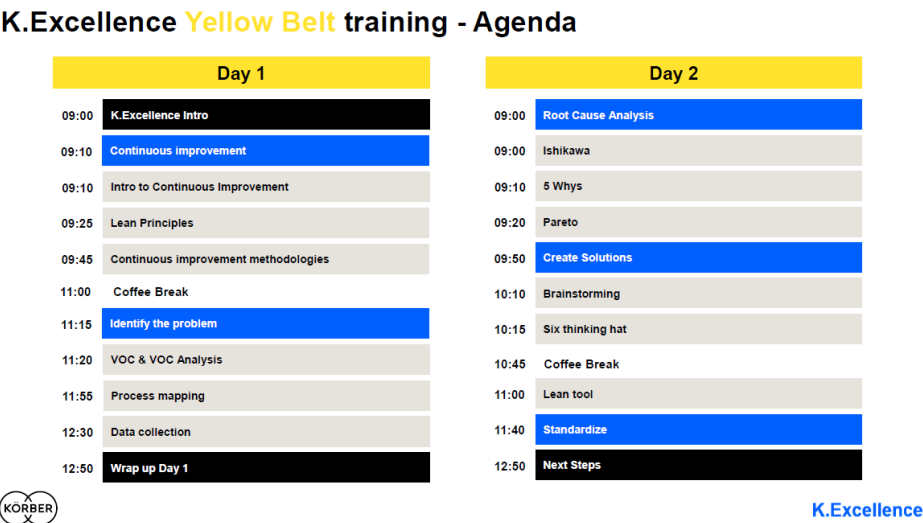 K.Excellence Yellow Belt training - Agenda
Day 1
09:00 K.Excellence Intro
09:10 Continuous improvement
09:10 Intro to Continuous Improvement
09:25 Lean Principles
09:45 Continuous improvement methodologies
11:00 Coffee Break
11:15 Identify the problem
11:20 VOC & VOC Analysis
11:55 Process mapping
12:30 Data collection
12:50 Wrap up Day 1
Day 2
09:00 Root Cause Analysis
09:00 Ishikawa
09:10 5 Whys
09:20 Pareto
09:50 Create Solutions
10:10 Brainstorming
10:15 Six thinking hat
10:45 Coffee Break
11:00 Lean tool
11:40 Standardize
12:50 Next Steps
KÖRBER
K.Excellence